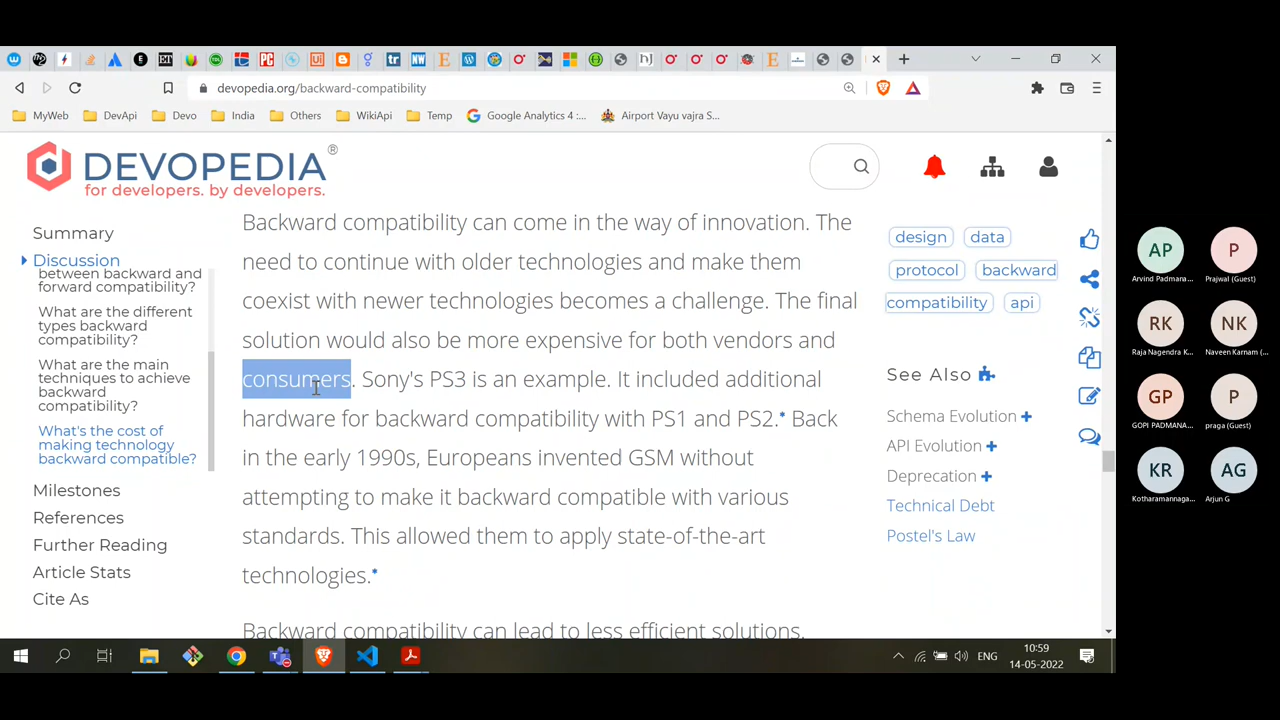 devopedia.org/backward-compatibility
MyWeb
DevApi
Devo
India
Others
WikiApi
Temp
Google Analytics 4 :...
Airport Vayu vajra S...
DEVOPEDIA®
for developers. by developers.
Summary
Discussion
between backward and
forward compatibility?
What are the different
types backward
compatibility?
What are the main
techniques to achieve
backward
compatibility?
What's the cost of
making technology
backward compatible?
Milestones
References
Further Reading
Article Stats
Cite As
Backward compatibility can come in the way of innovation. The
need to continue with older technologies and make them
coexist with newer technologies becomes a challenge. The final
solution would also be more expensive for both vendors and
consumers. Sony's PS3 is an example. It included additional
hardware for backward compatibility with PS1 and PS2.* Back
in the early 1990s, Europeans invented GSM without
attempting to make it backward compatible with various
standards. This allowed them to apply state-of-the-art
technologies.*
Backward compatibility can lead to less efficient solutions.
design data
protocol backward
compatibility api
See Also
Schema Evolution
API Evolution
Deprecation
Technical Debt
Postel's Law
AP
Arvind Padmana...
P
Prajwal (Guest)
RK
Raja Nagendra K...
NK
Naveen Karnam (...
GP
GOPI PADMANA...
P
praga (Guest)
KR
Kotharamannaga...
AG
Arjun G
ENG
10:59
14-05-2022